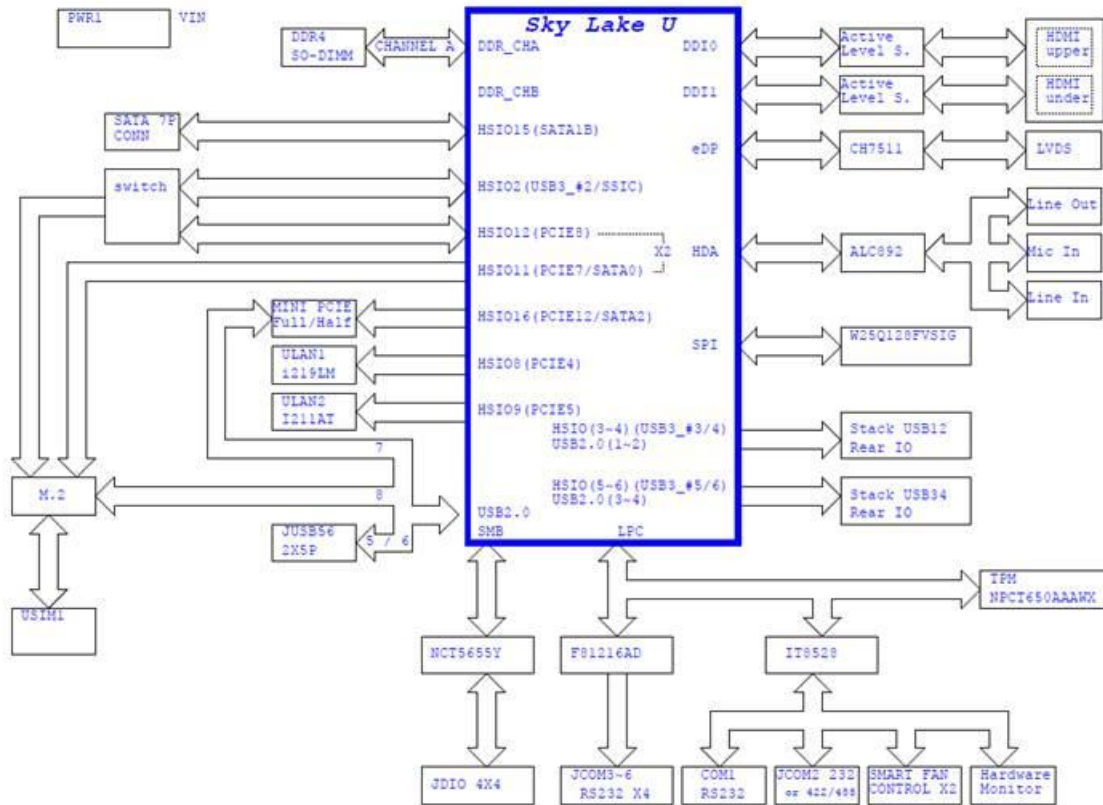 PWR1
VIN
Sky Lake U
DDR4
SO-DIMM
CHANNEL A
DDR_CHA
DDI0
Active
Level S.
HDMI
upper
DDR_CHB
DDI1
Active
Level S.
HDMI
under
SATA 7P
CONN
HSIO15(SATA1B)
eDP
CH7511
LVDS
switch
HSIO2(USB3_#2/SSIC)
HSIO12(PCIE8)
X2
HSIO11(PCIE7/SATA0)
HDA
ALC892
Line Out
Mic In
Line In
MINI PCIE
Full/Half
HSIO16(PCIE12/SATA2)
SPI
W25Q128FVSIG
ULAN1
i219LM
HSIO8(PCIE4)
ULAN2
I211AT
HSIO9(PCIE5)
HSIO(3~4)(USB3_#3/4)
USB2.0(1~2)
Stack USB12
Rear IO
HSIO(5~6)(USB3_#5/6)
USB2.0(3~4)
Stack USB34
Rear IO
7
M.2
8
USB2.0
JUSB56
2X5P
5 / 6
SMB
LPC
USIM1
TPM
NPCT650AAAWX
NCT5655Y
F81216AD
IT8528
JDIO 4X4
JCOM3~6
RS232 X4
COM1
RS232
JCOM2 232
or 422/485
SMART FAN
CONTROL X2
Hardware
Monitor